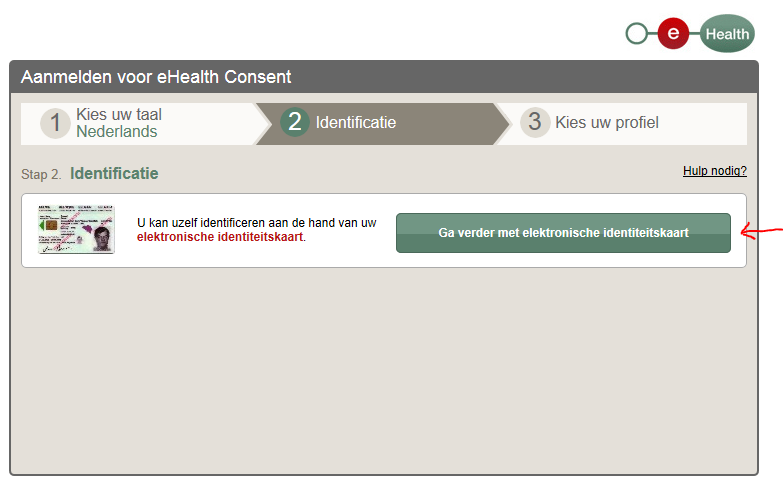 e Health
Aanmelden voor eHealth Consent
1 Kies uw taal
Nederlands
2 Identificatie
3 Kies uw profiel
Stap 2. Identificatie
Hulp nodig?
U kan uzelf identificeren aan de hand van uw
elektronische identiteitskaart.
Ga verder met elektronische identiteitskaart